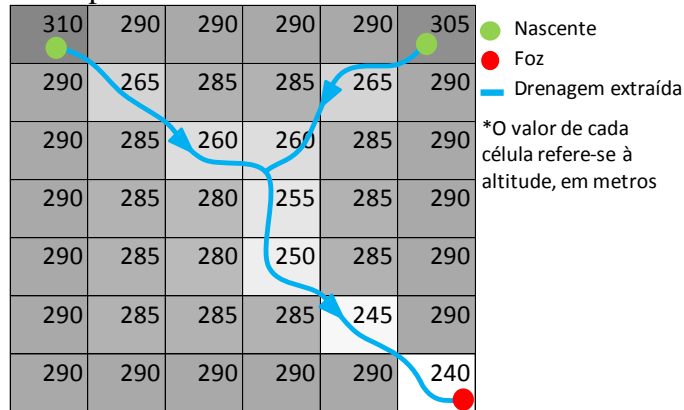 310 290 290 290 290 305
290 265 285 285 265 290
290 285 260 260 285 290
290 285 280 255 285 290
290 285 280 250 285 290
290 285 285 285 245 290
290 290 290 290 290 240
Nascente
Foz
Drenagem extraída
*O valor de cada
célula refere-se à
altitude, em metros